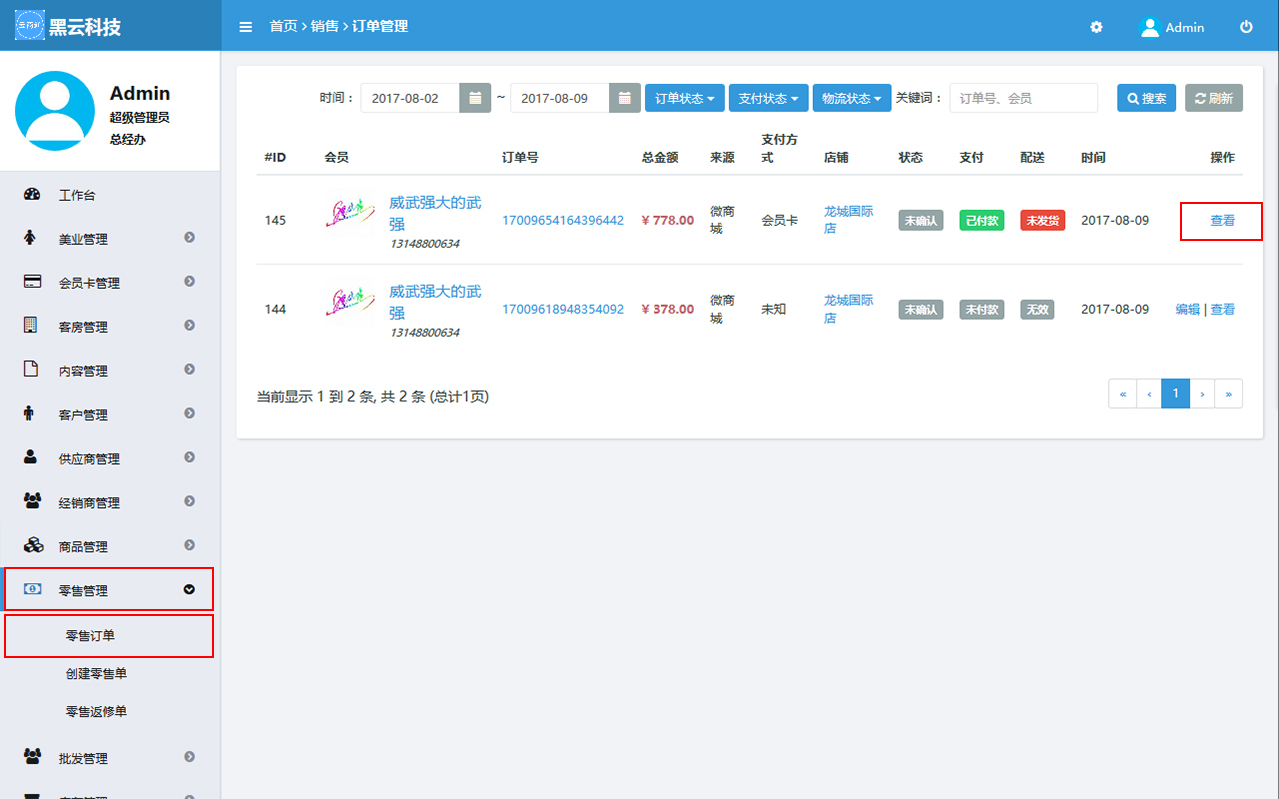 黑云科技
首页 > 销售 > 订单管理
Admin
Admin
超级管理员
总经办
工作台
美业管理
会员卡管理
客房管理
内容管理
客户管理
供应商管理
经销商管理
商品管理
零售管理
零售订单
创建零售单
零售返修单
批发管理
时间： 2017-08-02 ~ 2017-08-09 订单状态 支付状态 物流状态 关键词： 订单号、会员 搜索 刷新
#ID 会员 订单号 总金额 来源 支付方式 店铺 状态 支付 配送 时间 操作
145 威武强大的武强 13148800634 17009654164396442 ¥ 778.00 微商城 会员卡 龙城国际店 未确认 已付款 未发货 2017-08-09 查看
144 威武强大的武强 13148800634 17009618948354092 ¥ 378.00 微商城 未知 龙城国际店 未确认 未付款 无效 2017-08-09 编辑 | 查看
当前显示 1 到 2 条, 共 2 条 (总计1页)
« ‹ 1 › »